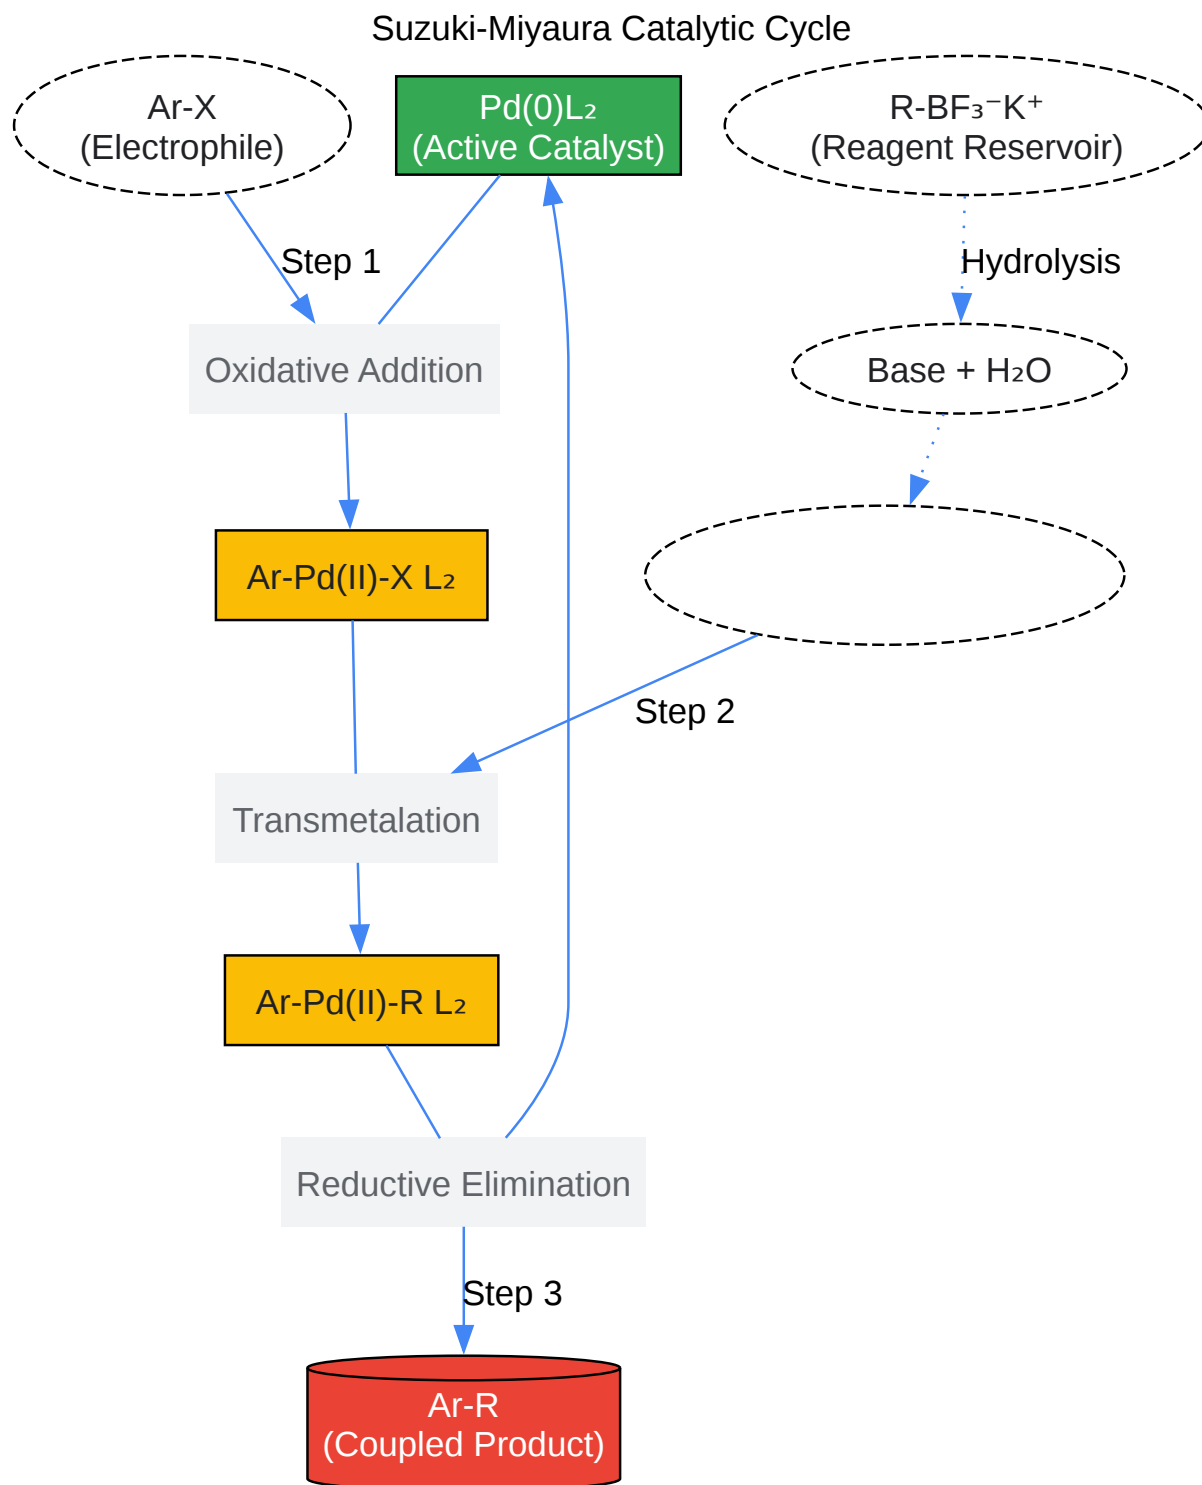 Suzuki-Miyaura Catalytic Cycle
Ar-X
(Electrophile)
Pd(0)L₂
(Active Catalyst)
R-BF₃⁻K⁺
(Reagent Reservoir)
Step 1
Hydrolysis
Oxidative Addition
Base + H₂O
Ar-Pd(II)-X L₂
Step 2
Transmetalation
Ar-Pd(II)-R L₂
Reductive Elimination
Step 3
Ar-R
(Coupled Product)